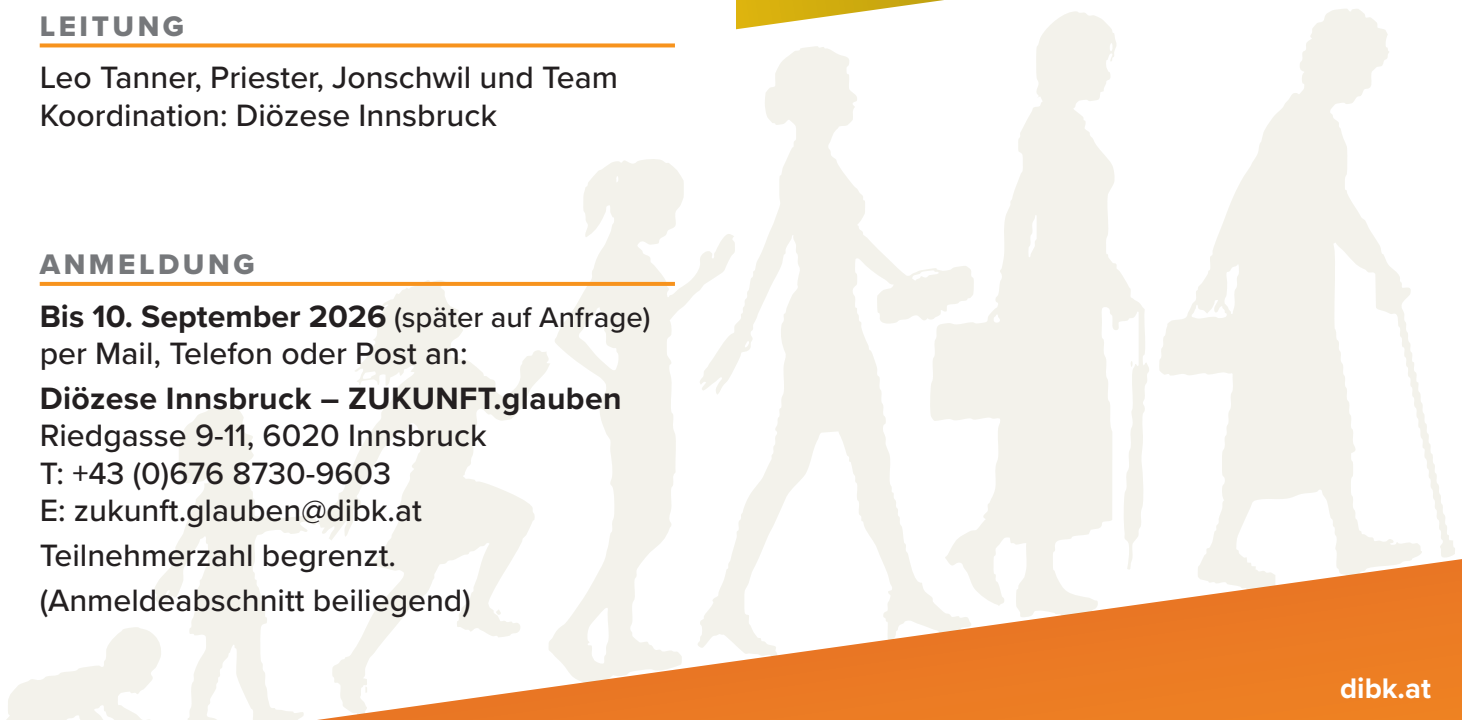 LEITUNG
Leo Tanner, Priester, Jonschwil und Team
Koordination: Diözese Innsbruck
ANMELDUNG
Bis 10. September 2026 (später auf Anfrage)
per Mail, Telefon oder Post an:
Diözese Innsbruck – ZUKUNFT.glauben
Riedgasse 9-11, 6020 Innsbruck
T: +43 (0)676 8730-9603
E: zukunft.glauben@dibk.at
Teilnehmerzahl begrenzt.
(Anmeldeabschnitt beiliegend)
dibk.at